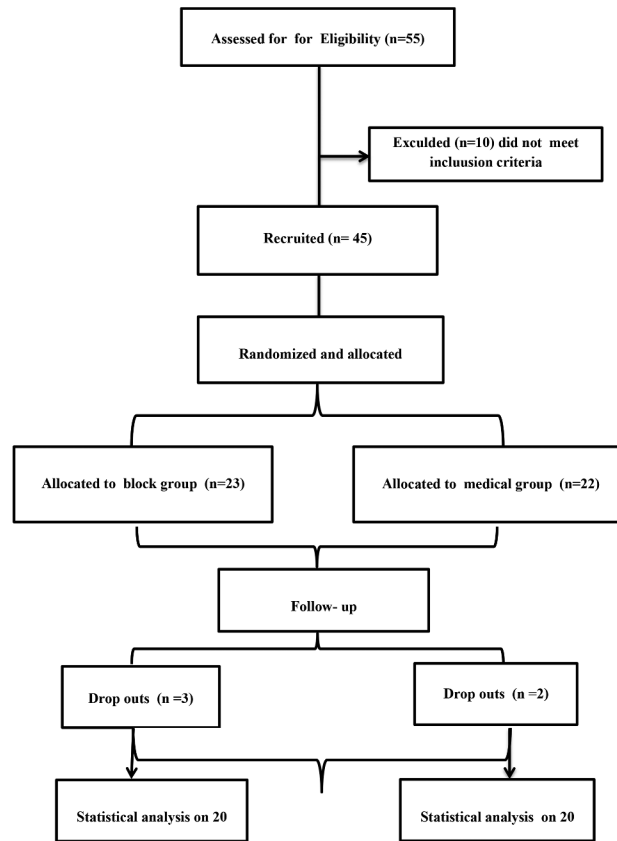 Assessed for for Eligibility (n=55)
Exculded (n=10) did not meet
incluusion criteria
Recruited (n= 45)
Randomized and allocated
Allocated to block group (n=23)
Allocated to medical group (n=22)
Follow- up
Drop outs (n =3)
Drop outs (n =2)
Statistical analysis on 20
Statistical analysis on 20